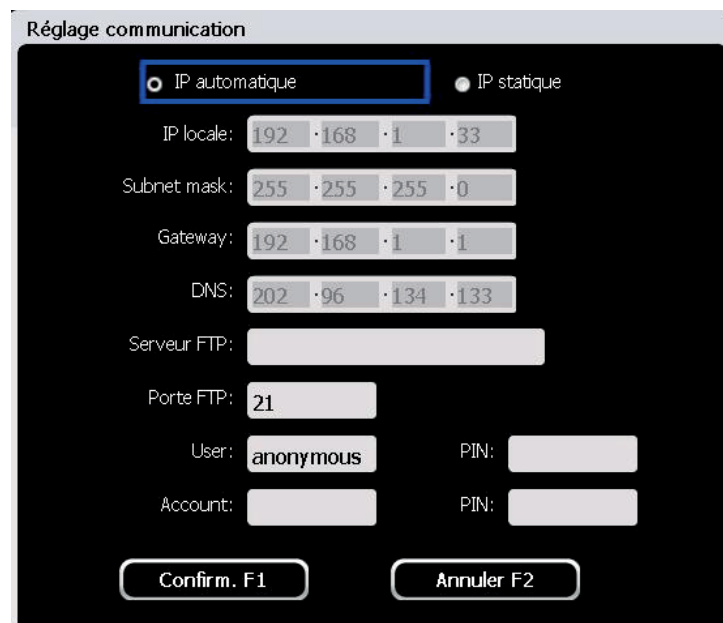 Réglage communication
IP automatique IP statique
IP locale: 192 ·168 ·1 ·33
Subnet mask: 255 ·255 ·255 ·0
Gateway: 192 ·168 ·1 ·1
DNS: 202 ·96 ·134 ·133
Serveur FTP:
Porte FTP: 21
User: anonymous PIN:
Account: PIN:
Confirm. F1 Annuler F2